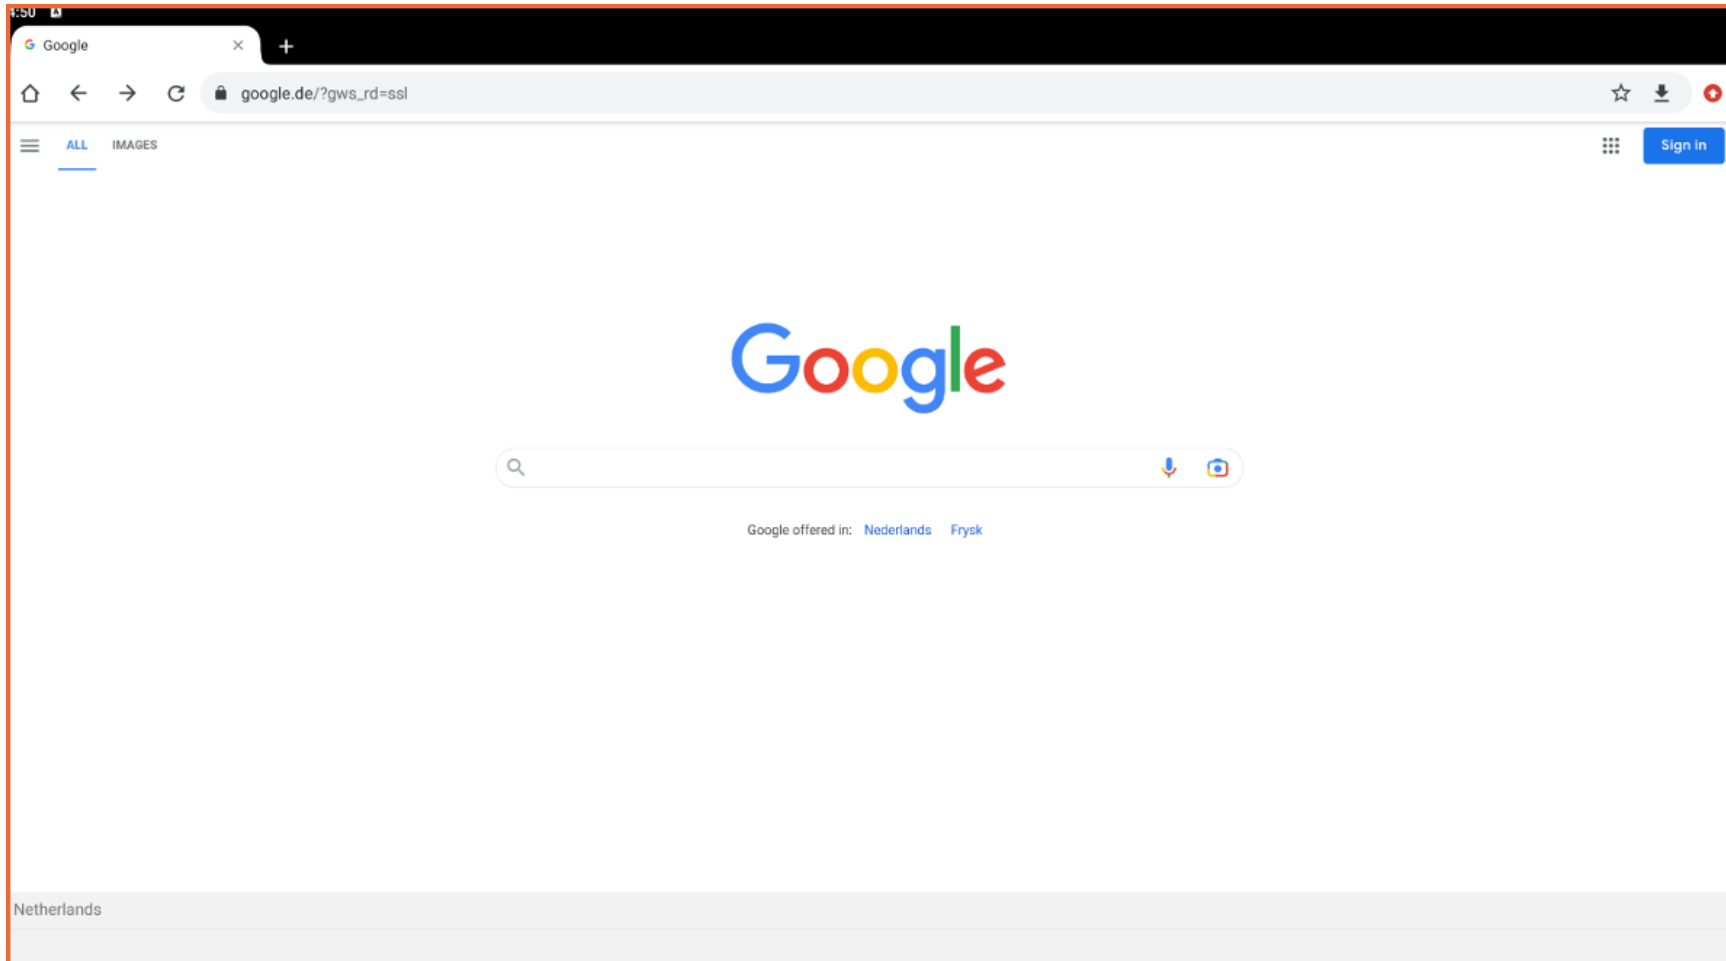 :50
Google
google.de/?gws_rd=ssl
ALL IMAGES
Sign in
Google
Google offered in: Nederlands Frysk
Netherlands